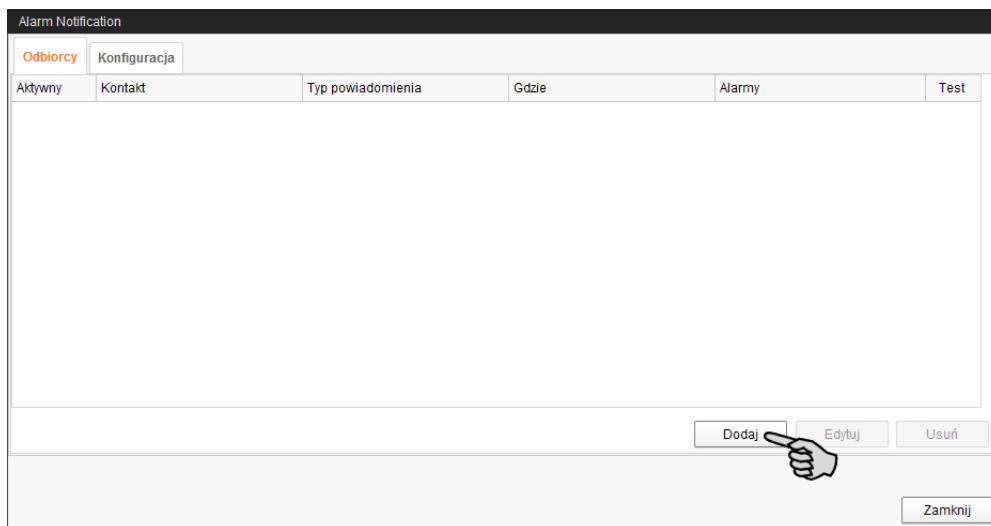 Alarm Notification
Odbiorcy Konfiguracja
Aktywny Kontakt Typ powiadomienia Gdzie Alarmy Test
Dodaj Edytuj Usuń
Zamknij